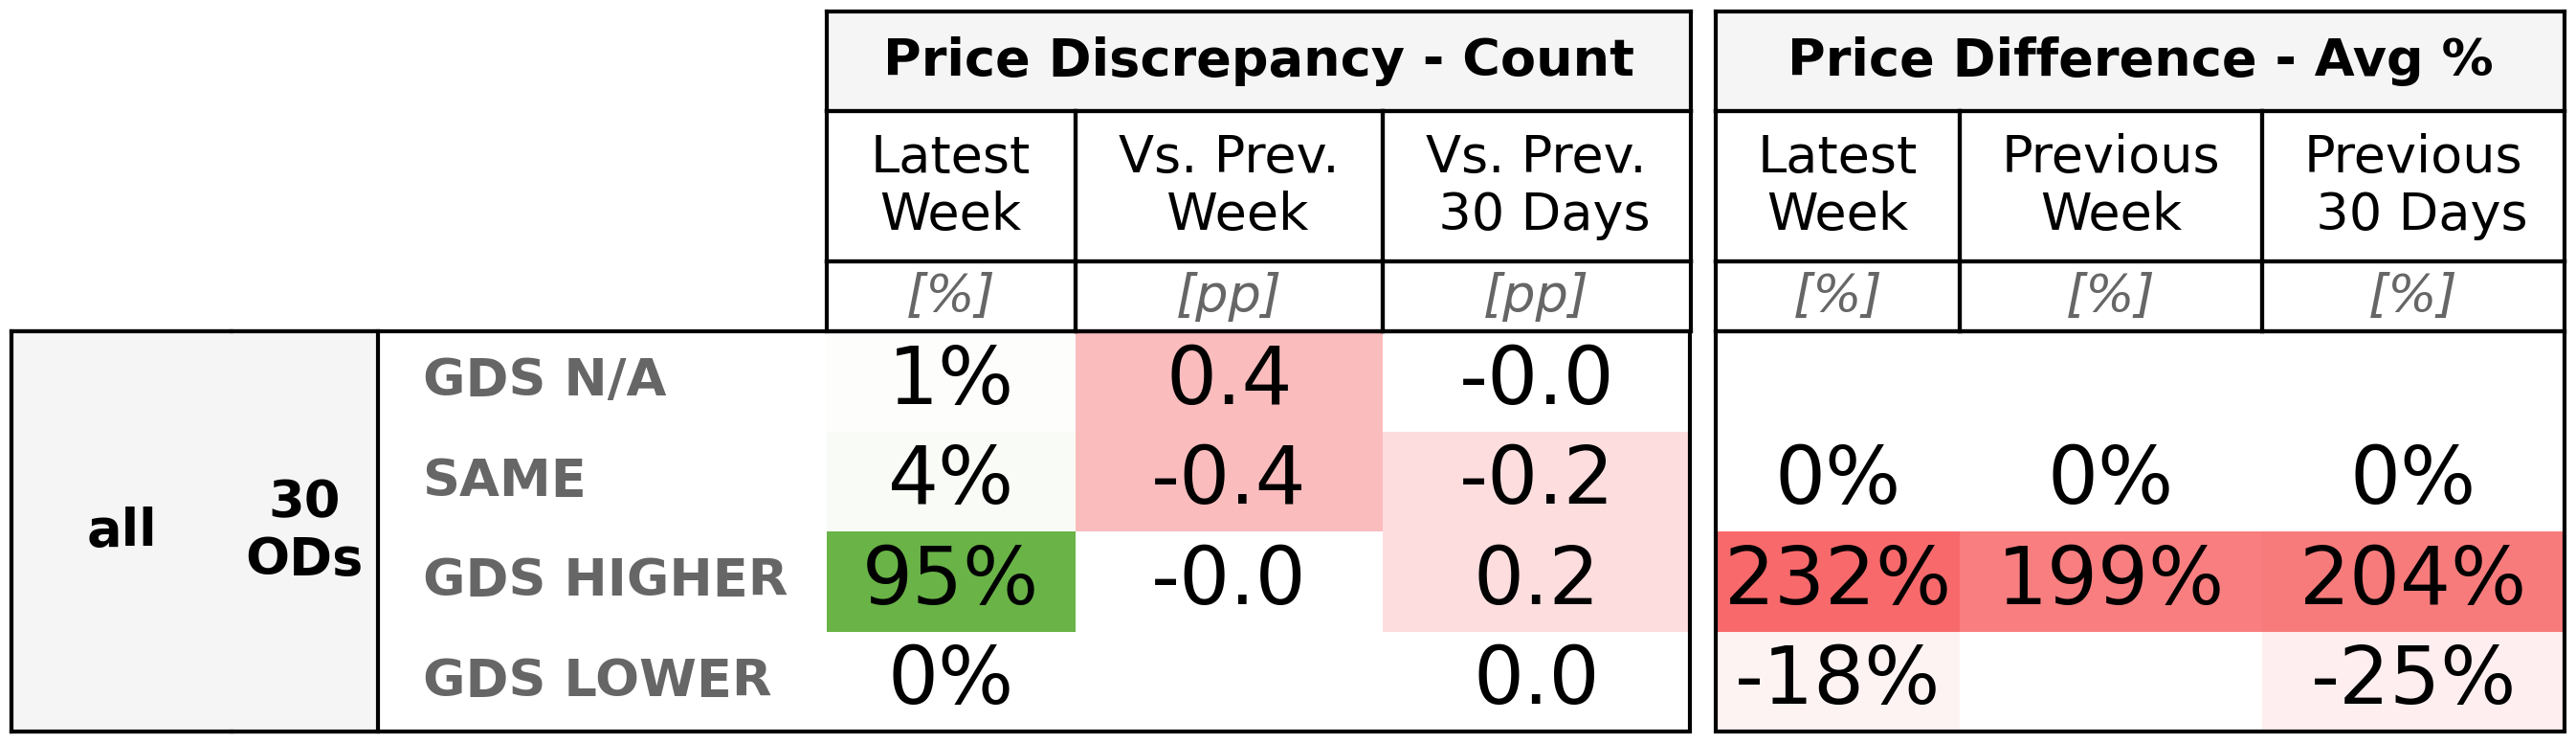 Price Discrepancy - Count Price Difference - Avg %
Latest Week Vs. Prev. Week Vs. Prev. 30 Days Latest Week Previous Week Previous 30 Days
[%] [pp] [pp] [%] [%] [%]
all 30 ODs
GDS N/A 1% 0.4 -0.0
SAME 4% -0.4 -0.2 0% 0% 0%
GDS HIGHER 95% -0.0 0.2 232% 199% 204%
GDS LOWER 0% 0.0 -18% -25%